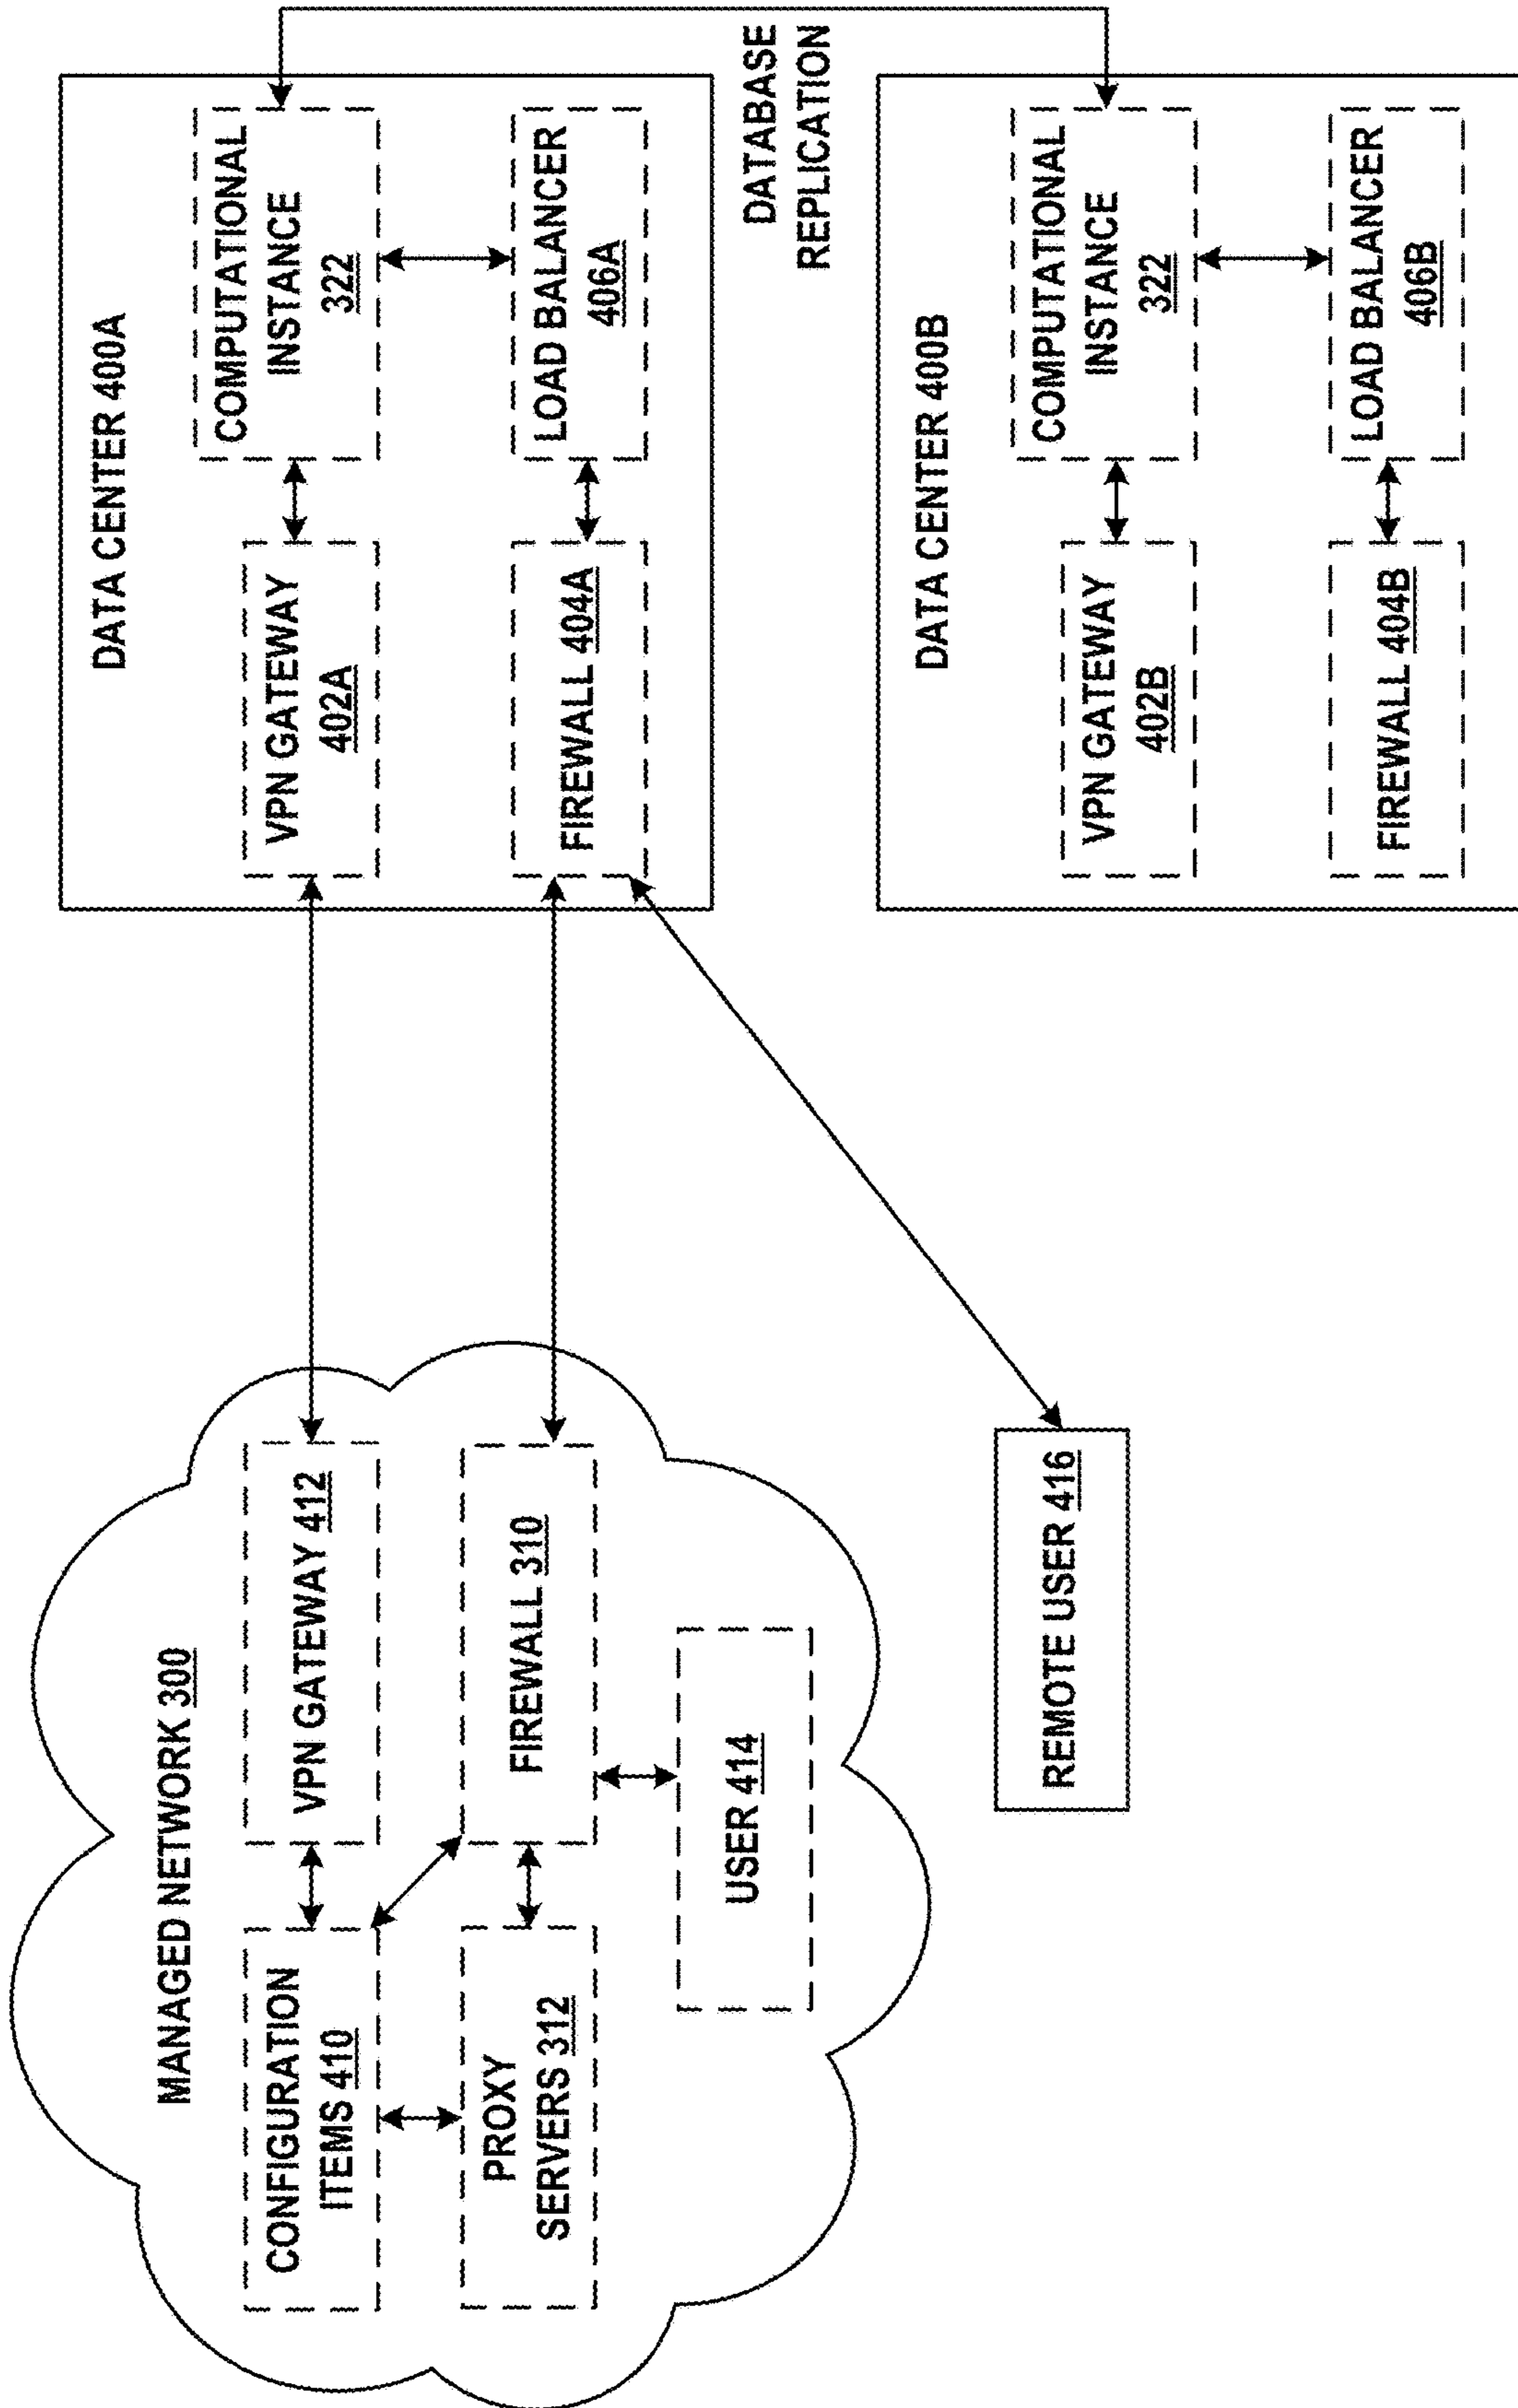 MANAGED NETWORK 300
CONFIGURATION
ITEMS 410
VPN GATEWAY 412
PROXY
SERVERS 312
FIREWALL 310
USER 414
REMOTE USER 416
DATA CENTER 400A
VPN GATEWAY
402A
COMPUTATIONAL
INSTANCE
322
FIREWALL 404A
LOAD BALANCER
406A
DATABASE
REPLICATION
DATA CENTER 400B
VPN GATEWAY
402B
COMPUTATIONAL
INSTANCE
322
FIREWALL 404B
LOAD BALANCER
406B